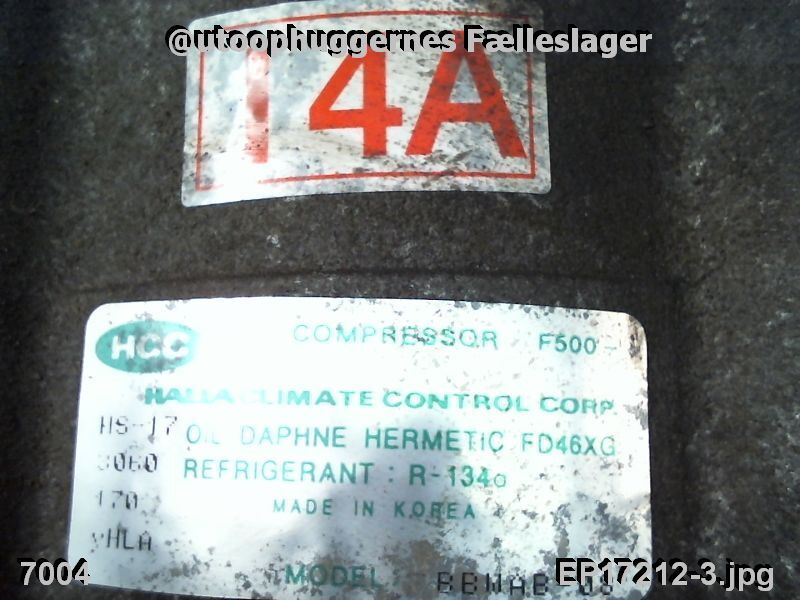 @utoophuggernes Fælleslager
14A
HCC COMPRESSOR F500-
HALLA CLIMATE CONTROL CORP.
HS-17 OIL DAPHNE HERMETIC FD46XG
REFRIGERANT : R-134a
170 MADE IN KOREA
MODEL:
7004 EP17212-3.jpg